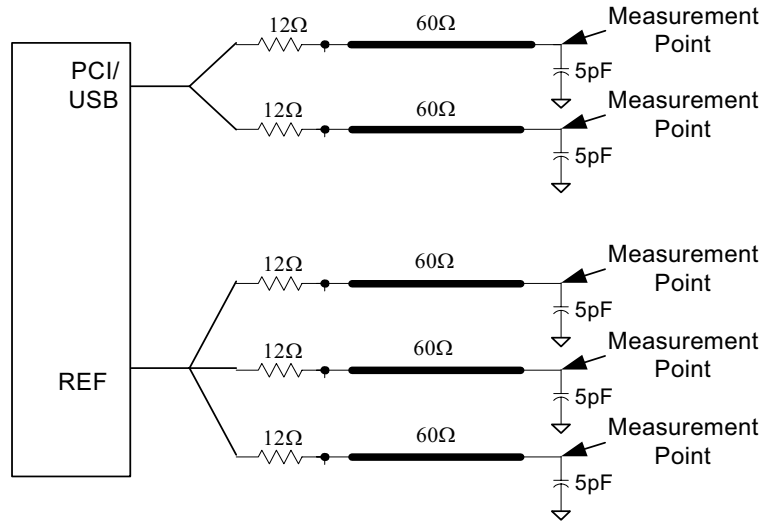 12Ω
60Ω
Measurement
Point
5pF
PCI/
USB
12Ω
60Ω
Measurement
Point
5pF
12Ω
60Ω
Measurement
Point
5pF
REF
12Ω
60Ω
Measurement
Point
5pF
12Ω
60Ω
Measurement
Point
5pF